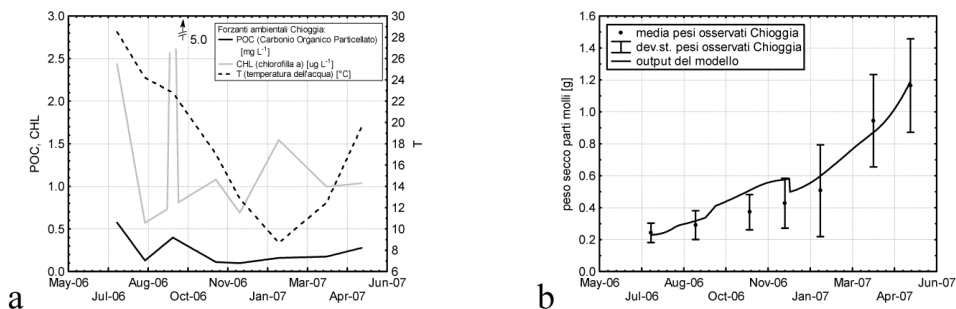 3.0
2.5
2.0
1.5
1.0
0.5
0.0
POC, CHL
5.0
Forzanti ambientali Chioggia:
POC (Carbonio Organico Particellato)
[mg L-1]
CHL (chlorofilla a) [ug L-1]
T (temperatura dell'acqua) [°C]
30
28
26
24
22
20
18
16
14
12
10
8
6
T
May-06
Jul-06
Aug-06
Oct-06
Nov-06
Jan-07
Mar-07
Apr-07
Jun-07
a
1.6
1.4
1.2
1.0
0.8
0.6
0.4
0.2
0.0
peso secco parti molli [g]
media pesi osservati Chioggia
dev.st. pesi osservati Chioggia
output del modello
May-06
Jul-06
Aug-06
Oct-06
Nov-06
Jan-07
Mar-07
Apr-07
Jun-07
b